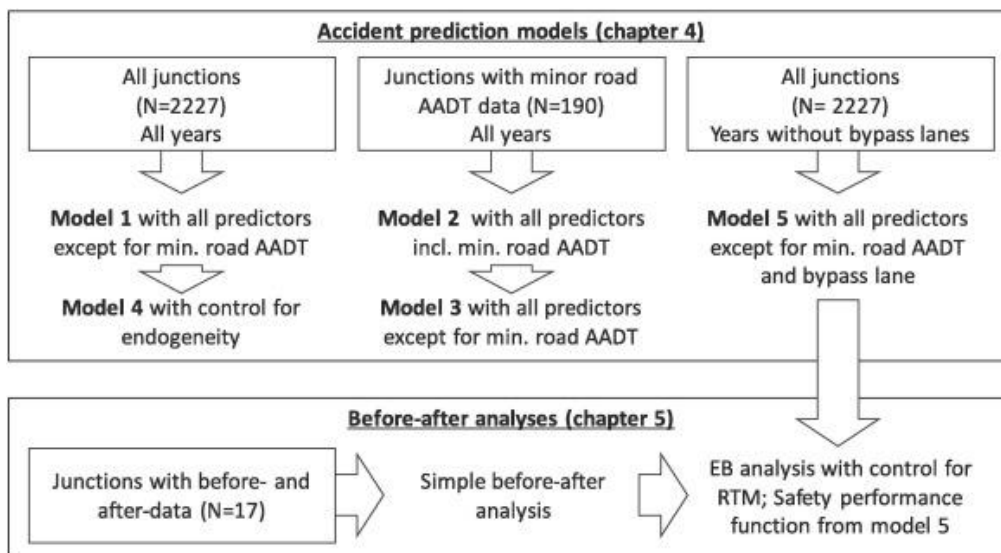 Accident prediction models (chapter 4)
All junctions
(N=2227)
All years
Junctions with minor road
AADT data (N=190)
All years
All junctions
(N= 2227)
Years without bypass lanes
Model 1 with all predictors
except for min. road AADT
Model 2 with all predictors
incl. min. road AADT
Model 5 with all predictors
except for min. road AADT
and bypass lane
Model 4 with control for
endogeneity
Model 3 with all predictors
except for min. road AADT
Before-after analyses (chapter 5)
Junctions with before- and
after-data (N=17)
Simple before-after
analysis
EB analysis with control for
RTM; Safety performance
function from model 5